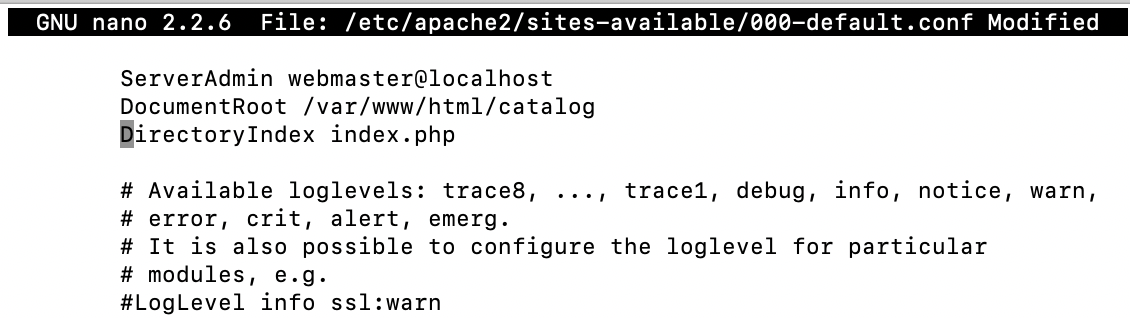 GNU nano 2.2.6  File: /etc/apache2/sites-available/000-default.conf Modified
ServerAdmin webmaster@localhost
DocumentRoot /var/www/html/catalog
DirectoryIndex index.php
# Available loglevels: trace8, ..., trace1, debug, info, notice, warn,
# error, crit, alert, emerg.
# It is also possible to configure the loglevel for particular
# modules, e.g.
#LogLevel info ssl:warn